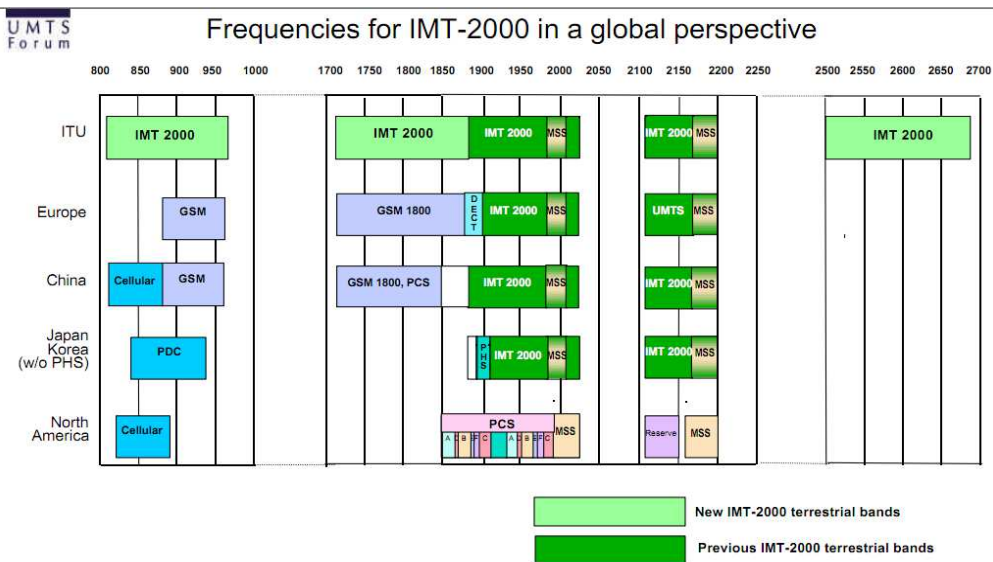 UMTS
Forum
Frequencies for IMT-2000 in a global perspective
800 850 900 950 1000 1700 1750 1800 1850 1900 1950 2000 2050 2100 2150 2200 2250 2500 2550 2600 2650 2700
ITU
IMT 2000 IMT 2000 IMT 2000 MSS IMT 2000 MSS IMT 2000
Europe
GSM GSM 1800 DECT IMT 2000 MSS UMTS MSS
China
Cellular GSM GSM 1800, PCS IMT 2000 MSS IMT 2000 MSS
Japan
Korea
(w/o PHS)
PDC PHS IMT 2000 MSS IMT 2000 MSS
North
America
Cellular PCS MSS Reserve MSS
A B C A B C
New IMT-2000 terrestrial bands
Previous IMT-2000 terrestrial bands